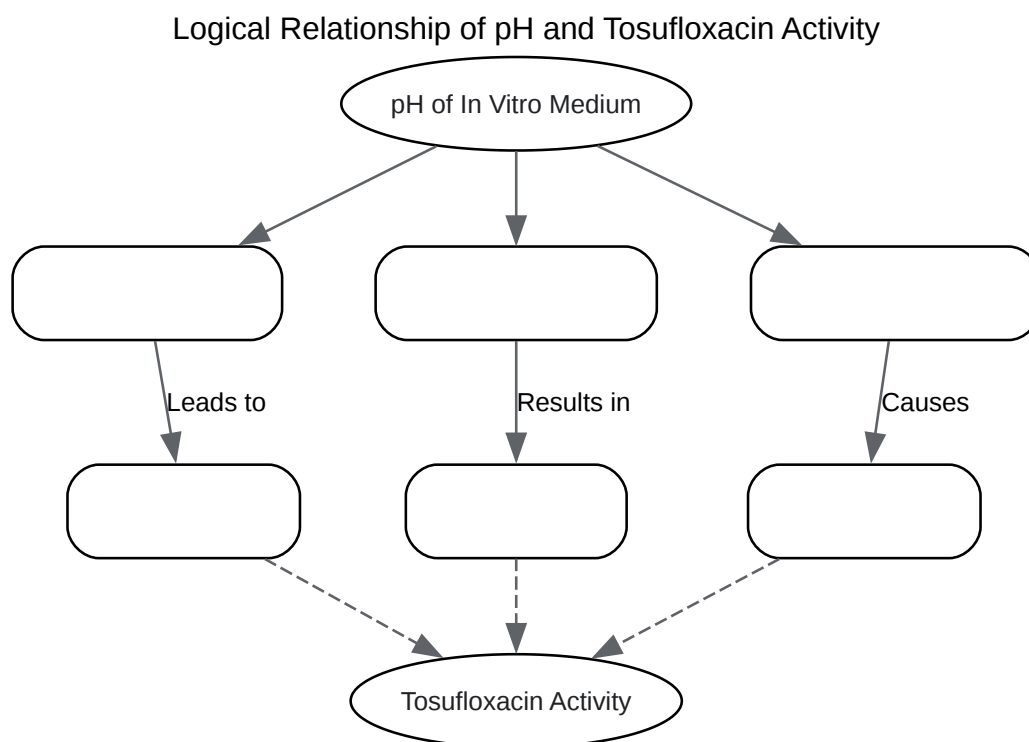 Logical Relationship of pH and Tosufloxacin Activity
pH of In Vitro Medium
Leads to
Results in
Causes
Tosufloxacin Activity